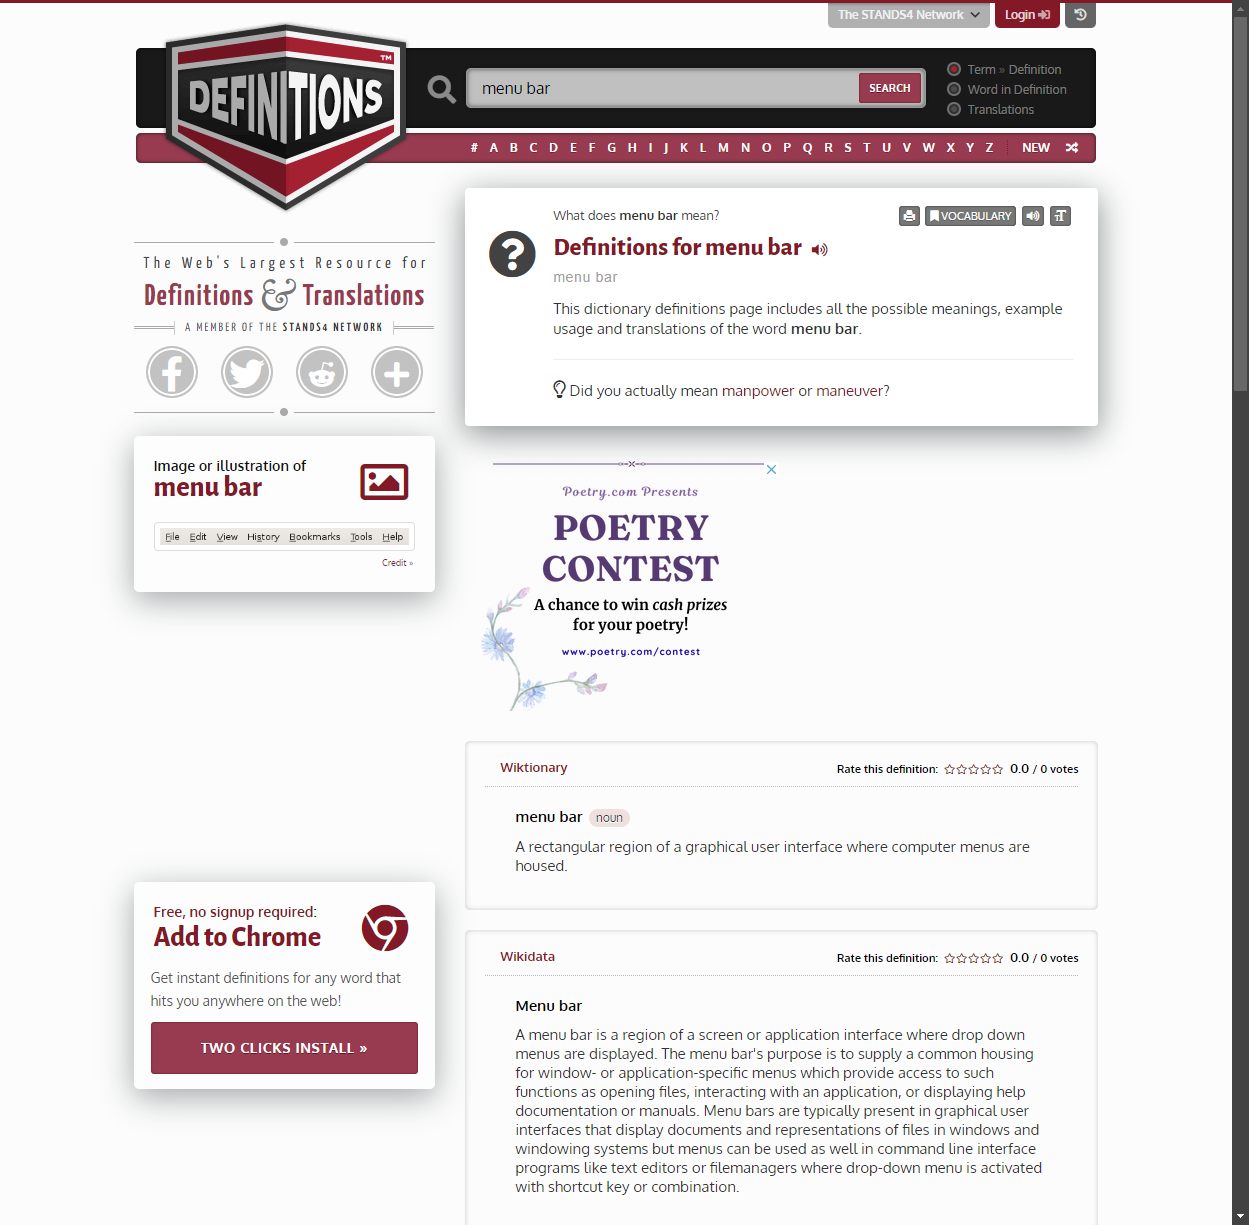 The STANDS4 Network
Login
DEFINITIONS
TM
menu bar
SEARCH
Term » Definition
Word in Definition
Translations
# A B C D E F G H I J K L M N O P Q R S T U V W X Y Z NEW
The Web's Largest Resource for
Definitions & Translations
A MEMBER OF THE STANDS4 NETWORK
What does menu bar mean?
VOCABULARY
Definitions for menu bar
menu bar
This dictionary definitions page includes all the possible meanings, example
usage and translations of the word menu bar.
Did you actually mean manpower or maneuver?
Image or illustration of
menu bar
File Edit View History Bookmarks Tools Help
Credit »
Poetry.com Presents
POETRY
CONTEST
A chance to win cash prizes
for your poetry!
www.poetry.com/contest
Wiktionary
Rate this definition: 0.0 / 0 votes
menu bar noun
A rectangular region of a graphical user interface where computer menus are
housed.
Free, no signup required:
Add to Chrome
Get instant definitions for any word that
hits you anywhere on the web!
TWO CLICKS INSTALL »
Wikidata
Rate this definition: 0.0 / 0 votes
Menu bar
A menu bar is a region of a screen or application interface where drop down
menus are displayed. The menu bar's purpose is to supply a common housing
for window- or application-specific menus which provide access to such
functions as opening files, interacting with an application, or displaying help
documentation or manuals. Menu bars are typically present in graphical user
interfaces that display documents and representations of files in windows and
windowing systems but menus can be used as well in command line interface
programs like text editors or filemanagers where drop-down menu is activated
with shortcut key or combination.